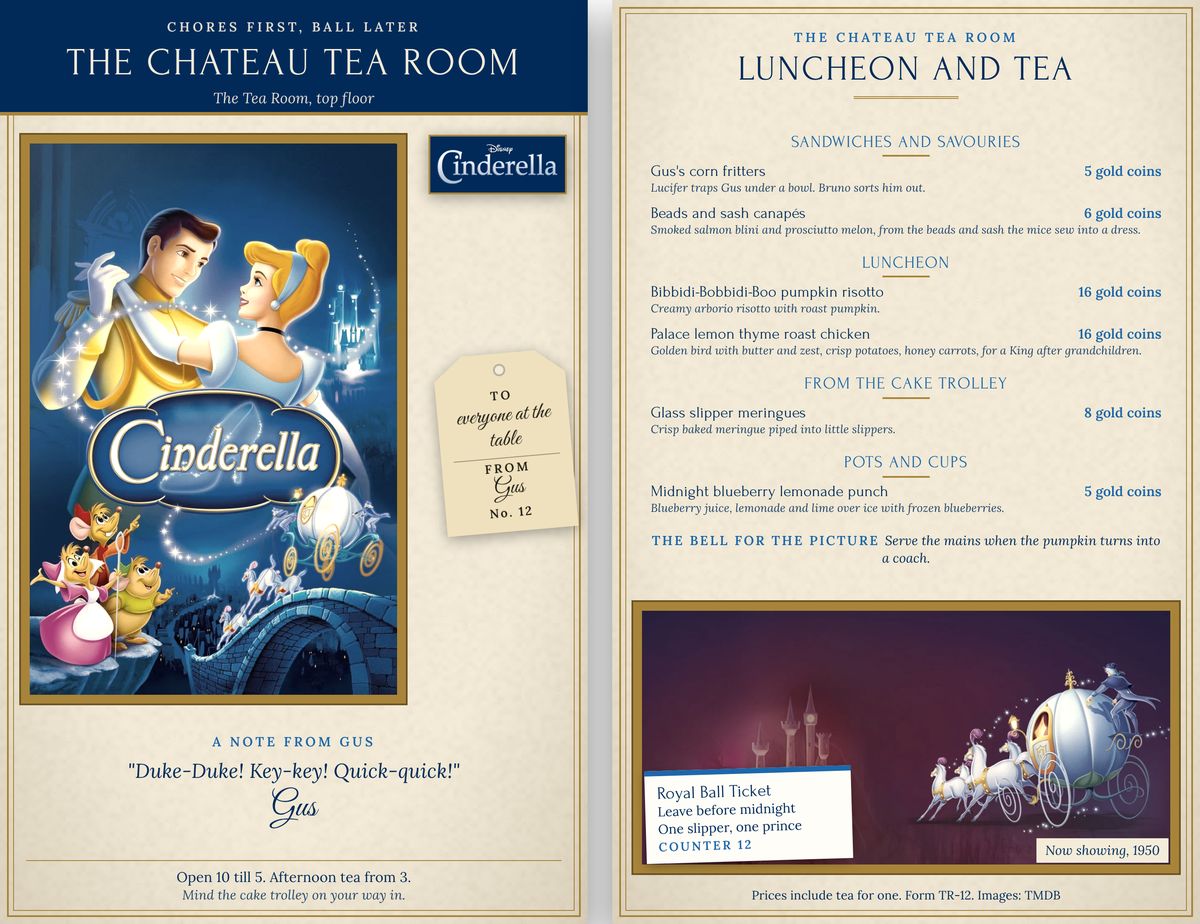 CHORES FIRST, BALL LATER
THE CHATEAU TEA ROOM
The Tea Room, top floor
Disney
Cinderella
Cinderella
TO
everyone at the
table
FROM
Gus
No. 12
A NOTE FROM GUS
"Duke-Duke! Key-key! Quick-quick!"
Gus
Open 10 till 5. Afternoon tea from 3.
Mind the cake trolley on your way in.
THE CHATEAU TEA ROOM
LUNCHEON AND TEA
SANDWICHES AND SAVOURIES
Gus's corn fritters 5 gold coins
Lucifer traps Gus under a bowl. Bruno sorts him out.
Beads and sash canapés 6 gold coins
Smoked salmon blini and prosciutto melon, from the beads and sash the mice sew into a dress.
LUNCHEON
Bibbidi-Bobbidi-Boo pumpkin risotto 16 gold coins
Creamy arborio risotto with roast pumpkin.
Palace lemon thyme roast chicken 16 gold coins
Golden bird with butter and zest, crisp potatoes, honey carrots, for a King after grandchildren.
FROM THE CAKE TROLLEY
Glass slipper meringues 8 gold coins
Crisp baked meringue piped into little slippers.
POTS AND CUPS
Midnight blueberry lemonade punch 5 gold coins
Blueberry juice, lemonade and lime over ice with frozen blueberries.
THE BELL FOR THE PICTURE Serve the mains when the pumpkin turns into
a coach.
Royal Ball Ticket
Leave before midnight
One slipper, one prince
COUNTER 12
Now showing, 1950
Prices include tea for one. Form TR-12. Images: TMDB